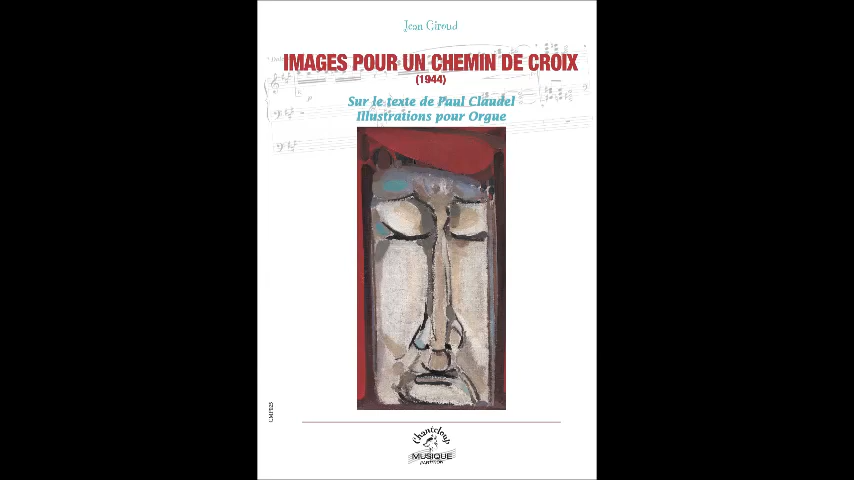 Jean Giroud
IMAGES POUR UN CHEMIN DE CROIX
(1944)
Sur le texte de Paul Claudel
Illustrations pour Orgue
Chanteloup
MUSIQUE